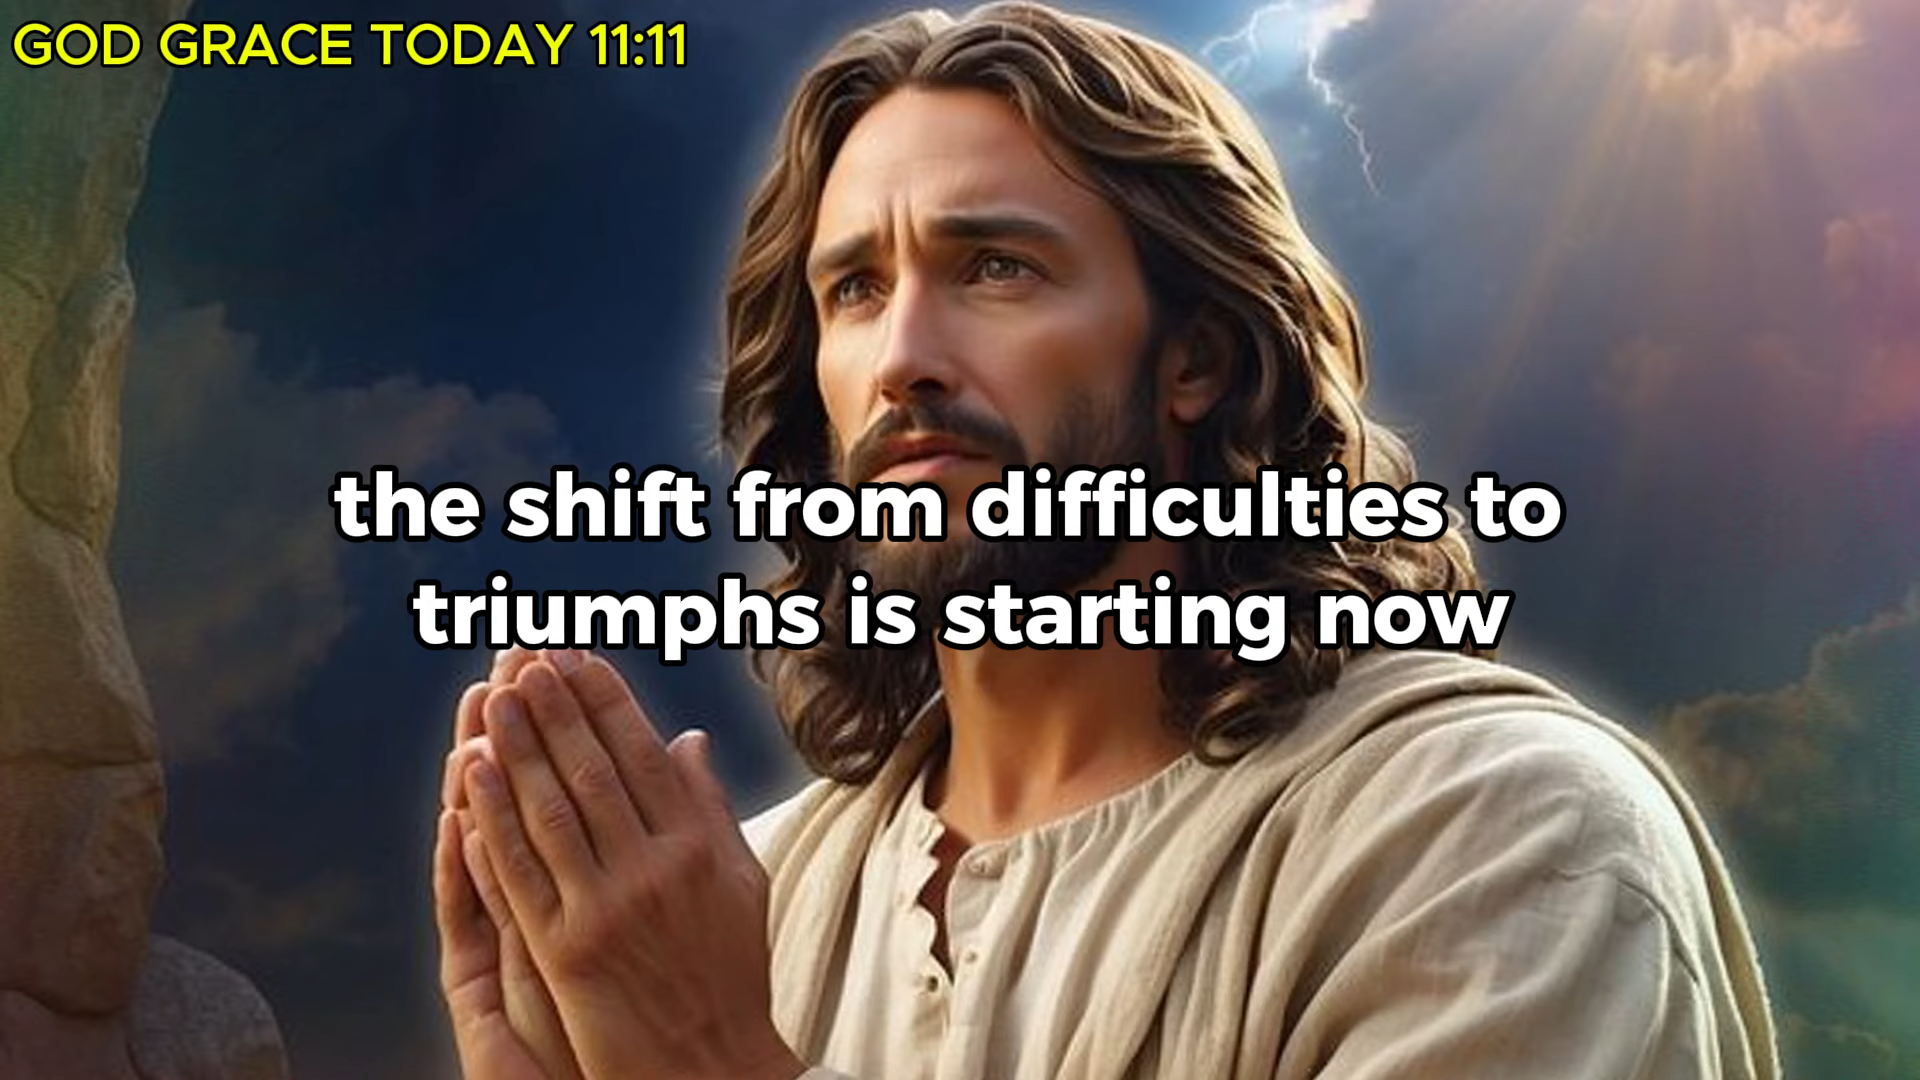 GOD GRACE TODAY 11:11
the shift from difficulties to
triumphs is starting now